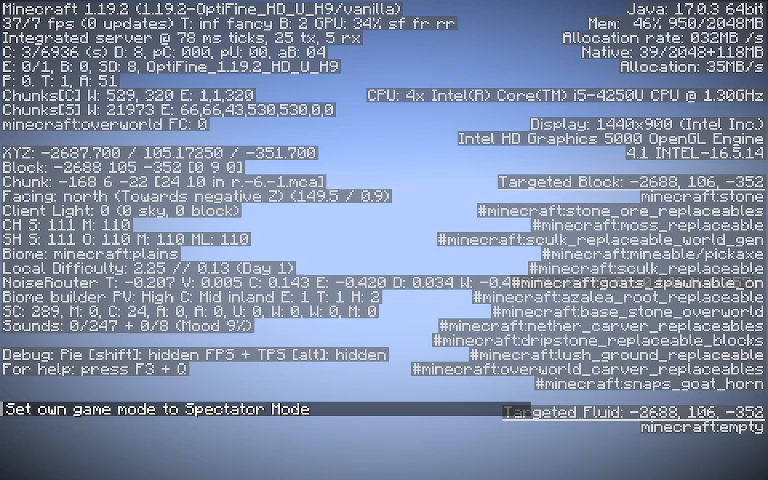 Minecraft 1.19.2 (1.19.2-OptiFine_HD_U_H9/vanilla)
37/7 fps (0 updates) T: inf fancy B: 2 GPU: 34% sf fr rr
Integrated server @ 78 ms ticks, 25 tx, 5 rx
C: 3/6936 (s) D: 8, pC: 000, pU: 00, aB: 04
E: 0/1, B: 0, SD: 8, OptiFine_1.19.2_HD_U_H9
P: 0. T: 1, A: 51
Chunks[C] W: 529, 320 E: 1,1,320
Chunks[S] W: 21973 E: 66,66,43,530,530,0,0
minecraft:overworld FC: 0
XYZ: -2687.700 / 105.17250 / -351.700
Block: -2688 105 -352 [0 9 0]
Chunk: -168 6 -22 [24 10 in r.-6.-1.mca]
Facing: north (Towards negative Z) (149.5 / 0.9)
Client Light: 0 (0 sky, 0 block)
CH S: 111 M: 110
SH S: 111 O: 110 M: 110 ML: 110
Biome: minecraft:plains
Local Difficulty: 2.25 // 0.13 (Day 1)
NoiseRouter T: -0.207 V: 0.005 C: 0.143 E: -0.420 D: 0.034 W: -0.4
Biome builder PV: High C: Mid inland E: 1 T: 1 H: 2
SC: 289, M: 0, C: 24, A: 0, A: 0, U: 0, W: 0, W: 0, M: 0
Sounds: 0/247 + 0/8 (Mood 9%)
Debug: Pie [shift]: hidden FPS + TPS [alt]: hidden
For help: press F3 + Q
Set own game mode to Spectator Mode
Java: 17.0.3 64bit
Mem: 46% 950/2048MB
Allocation rate: 032MB /s
Native: 39/2048+118MB
Allocation: 35MB/s
CPU: 4x Intel(R) Core(TM) i5-4250U CPU @ 1.30GHz
Display: 1440x900 (Intel Inc.)
Intel HD Graphics 5000 OpenGL Engine
4.1 INTEL-16.5.14
Targeted Block: -2688, 106, -352
minecraft:stone
#minecraft:stone_ore_replaceables
#minecraft:moss_replaceable
#minecraft:sculk_replaceable_world_gen
#minecraft:mineable/pickaxe
#minecraft:sculk_replaceable
#minecraft:goats_spawnable_on
#minecraft:azalea_root_replaceable
#minecraft:base_stone_overworld
#minecraft:nether_carver_replaceables
#minecraft:dripstone_replaceable_blocks
#minecraft:lush_ground_replaceable
#minecraft:overworld_carver_replaceables
#minecraft:snaps_goat_horn
Targeted Fluid: -2688, 106, -352
minecraft:empty